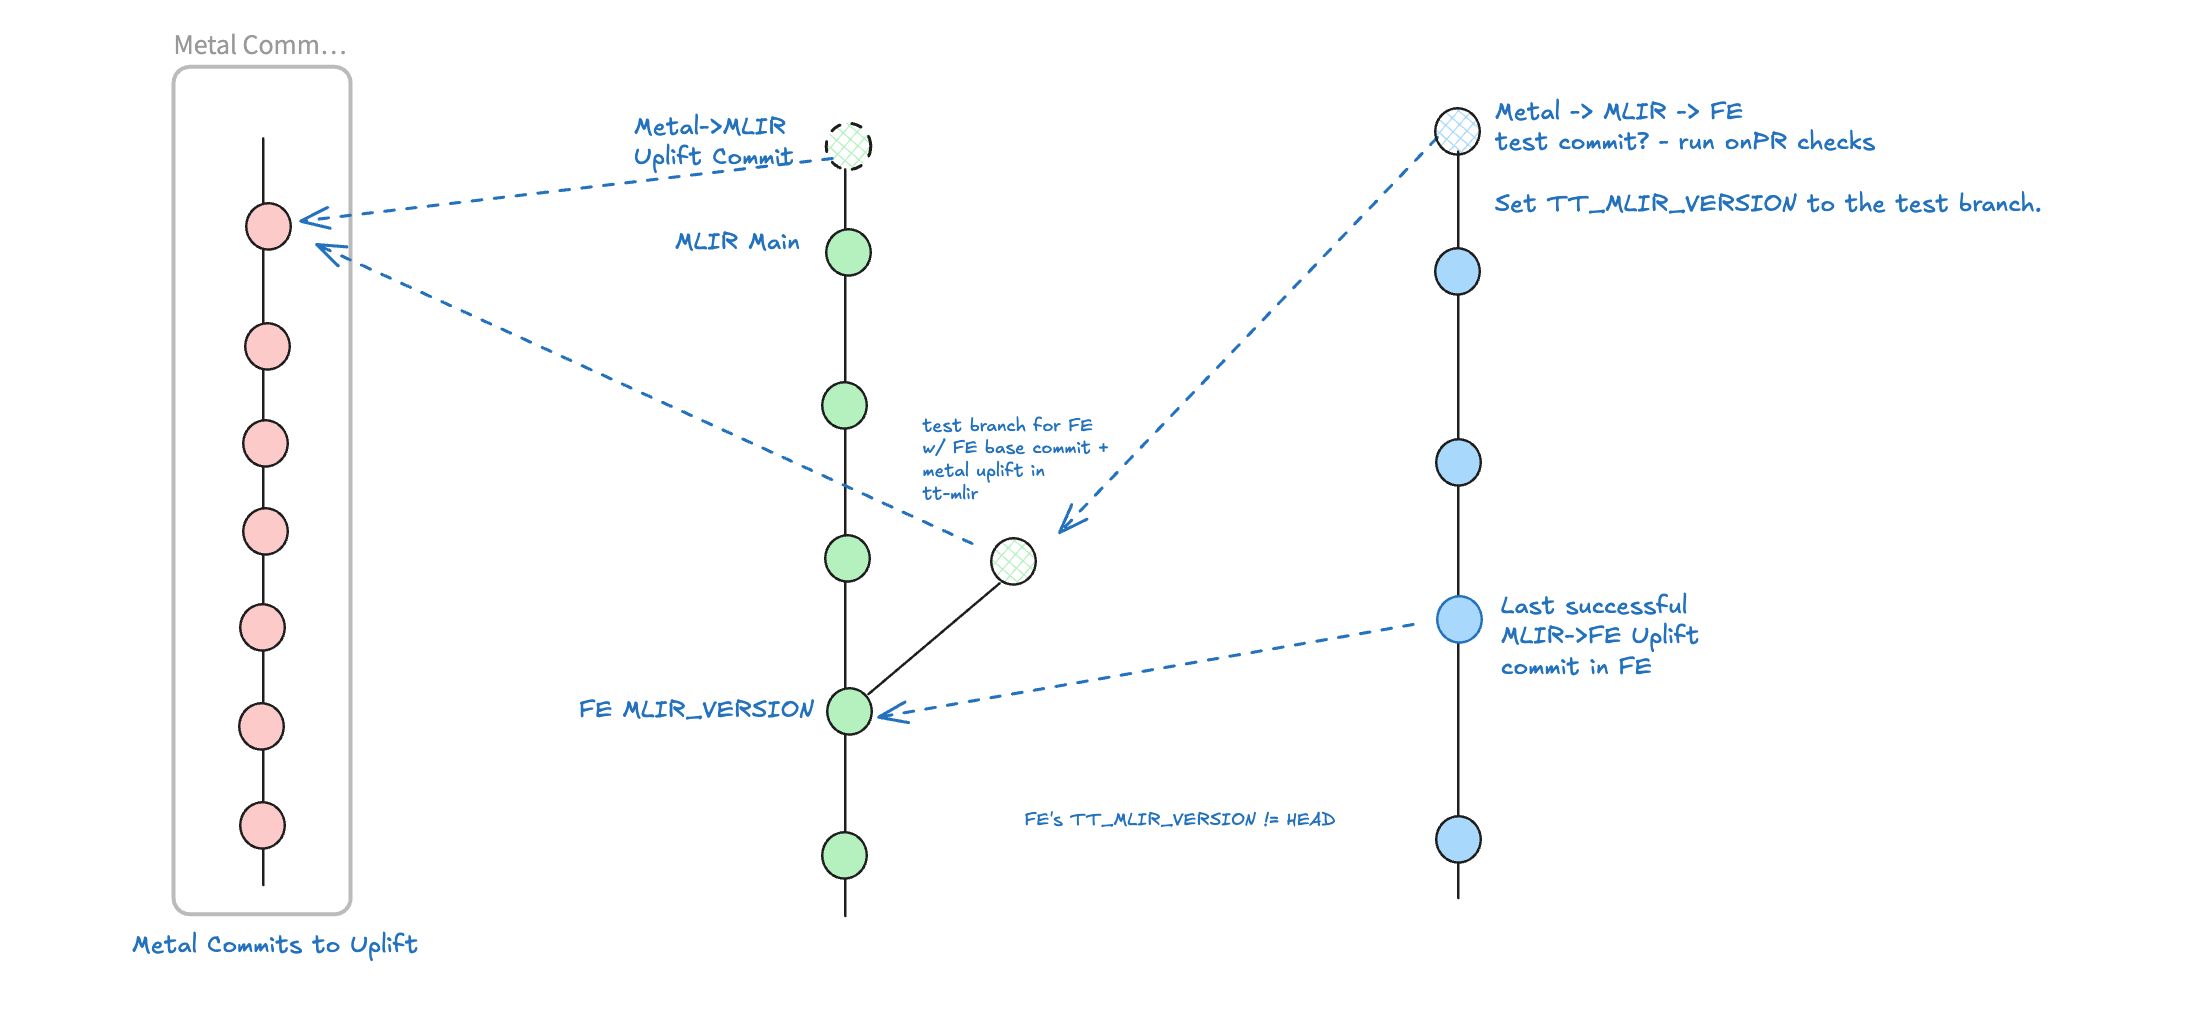 Metal Comm...
Metal->MLIR
Uplift Commit
MLIR Main
FE MLIR_VERSION
Metal Commits to Uplift
test branch for FE
w/ FE base commit +
metal uplift in
tt-mlir
FE's TT_MLIR_VERSION != HEAD
Metal -> MLIR -> FE
test commit? - run onPR checks
Set TT_MLIR_VERSION to the test branch.
Last successful
MLIR->FE Uplift
commit in FE